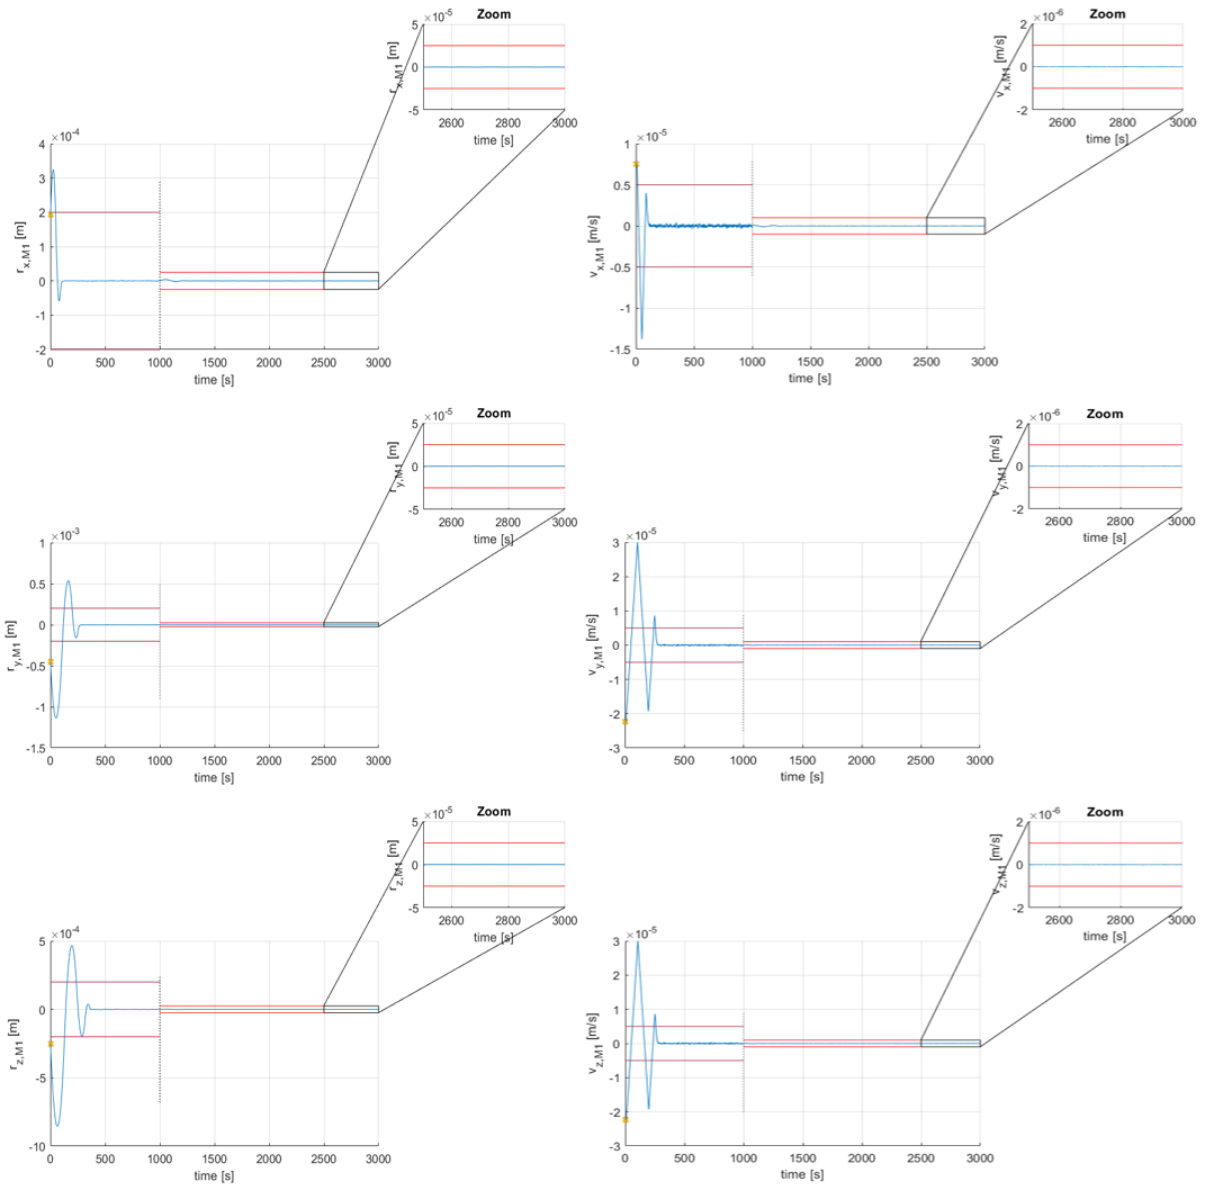 Zoom
×10⁻⁵
5
0
-5
r_x,M1 [m]
2600 2800 3000
time [s]
×10⁻⁴
4
3
2
1
0
-1
-2
r_x,M1 [m]
0 500 1000 1500 2000 2500 3000
time [s]
Zoom
×10⁻⁶
2
0
-2
v_x,M1 [m/s]
2600 2800 3000
time [s]
×10⁻⁵
1
0.5
0
-0.5
-1
-1.5
v_x,M1 [m/s]
0 500 1000 1500 2000 2500 3000
time [s]
Zoom
×10⁻⁵
5
0
-5
r_y,M1 [m]
2600 2800 3000
time [s]
×10⁻³
1
0.5
0
-0.5
-1
-1.5
r_y,M1 [m]
0 500 1000 1500 2000 2500 3000
time [s]
Zoom
×10⁻⁶
2
0
-2
v_y,M1 [m/s]
2600 2800 3000
time [s]
×10⁻⁵
3
2
1
0
-1
-2
-3
v_y,M1 [m/s]
0 500 1000 1500 2000 2500 3000
time [s]
Zoom
×10⁻⁵
5
0
-5
r_z,M1 [m]
2600 2800 3000
time [s]
×10⁻⁴
5
0
-5
-10
r_z,M1 [m]
0 500 1000 1500 2000 2500 3000
time [s]
Zoom
×10⁻⁶
2
0
-2
v_z,M1 [m/s]
2600 2800 3000
time [s]
×10⁻⁵
3
2
1
0
-1
-2
-3
v_z,M1 [m/s]
0 500 1000 1500 2000 2500 3000
time [s]